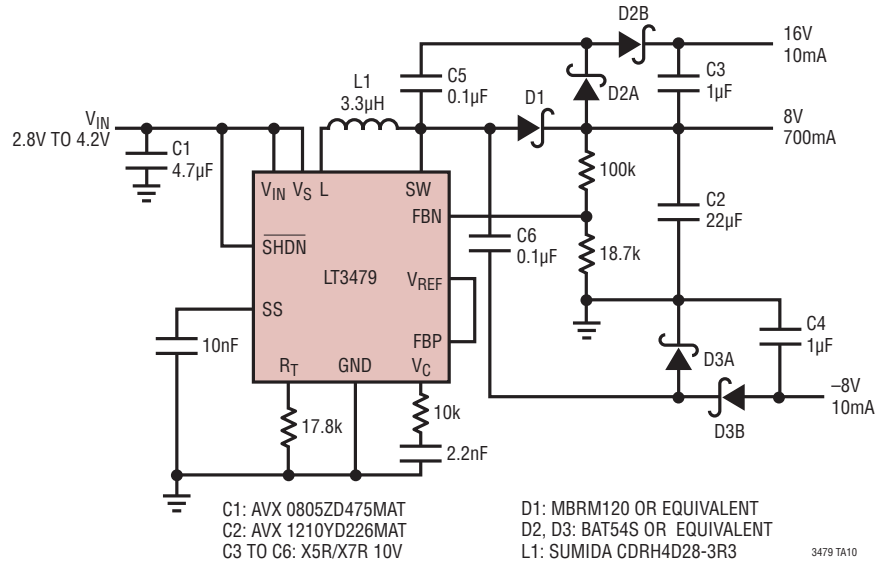 D2B
16V
10mA
C5
0.1µF
C3
1µF
L1
3.3µH
D1
D2A
VIN
2.8V TO 4.2V
8V
700mA
C1
4.7µF
100k
VIN
VS
L
SW
FBN
C2
22µF
SHDN
C6
0.1µF
18.7k
LT3479
VREF
SS
FBP
C4
1µF
10nF
D3A
RT
GND
VC
–8V
10mA
10k
17.8k
D3B
2.2nF
C1: AVX 0805ZD475MAT
C2: AVX 1210YD226MAT
C3 TO C6: X5R/X7R 10V
D1: MBRM120 OR EQUIVALENT
D2, D3: BAT54S OR EQUIVALENT
L1: SUMIDA CDRH4D28-3R3
3479 TA10